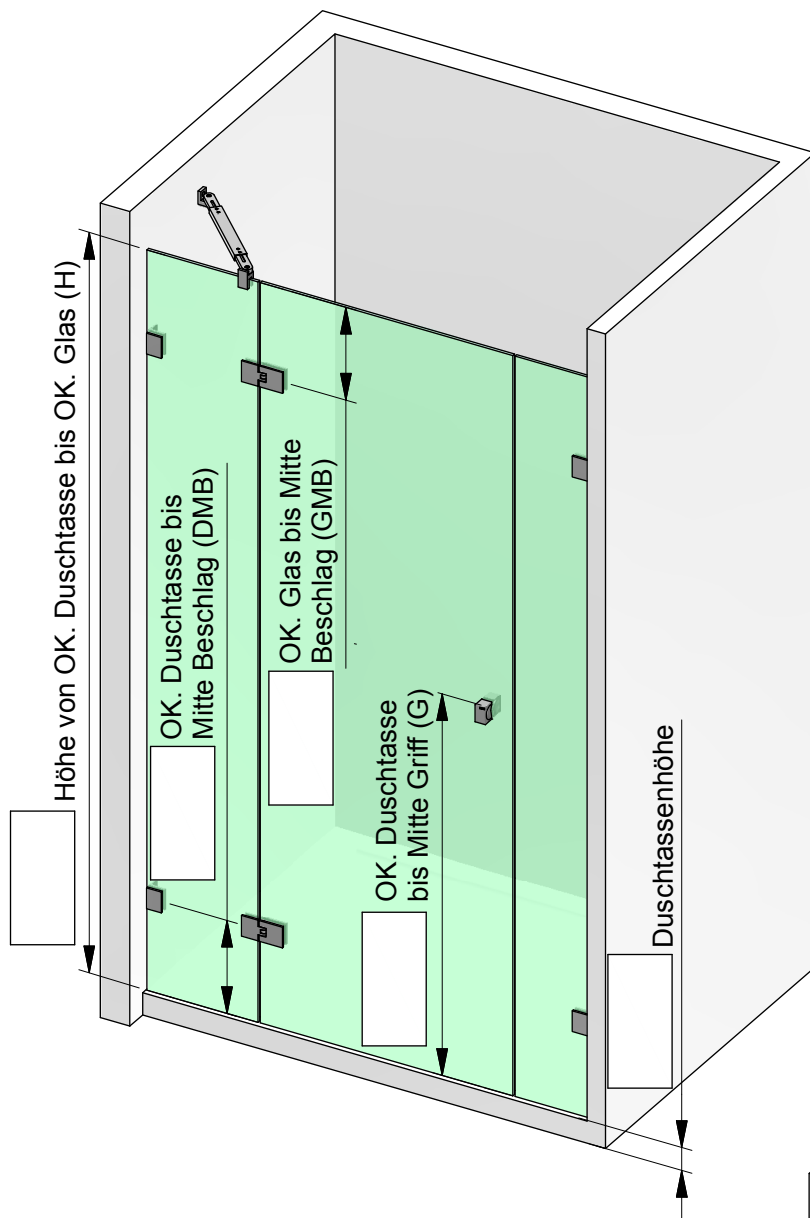 Höhe von OK. Duschtasse bis OK. Glas (H)
OK. Duschtasse bis
Mitte Beschlag (DMB)
OK. Glas bis Mitte
Beschlag (GMB)
OK. Duschtasse
bis Mitte Griff (G)
Duschtassenhöhe